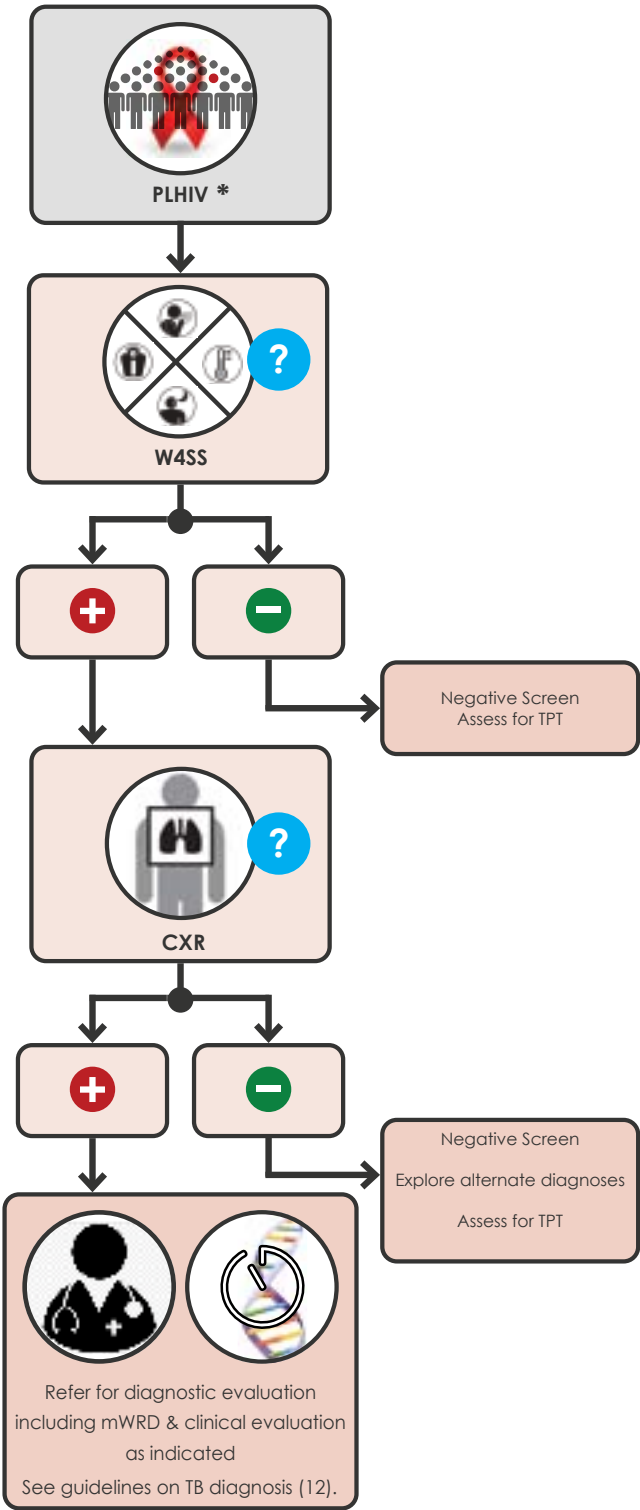 PLHIV *
?
W4SS
+
−
Negative Screen
Assess for TPT
?
CXR
+
−
Negative Screen
Explore alternate diagnoses
Assess for TPT
Refer for diagnostic evaluation
including mWRD & clinical evaluation
as indicated
See guidelines on TB diagnosis (12).